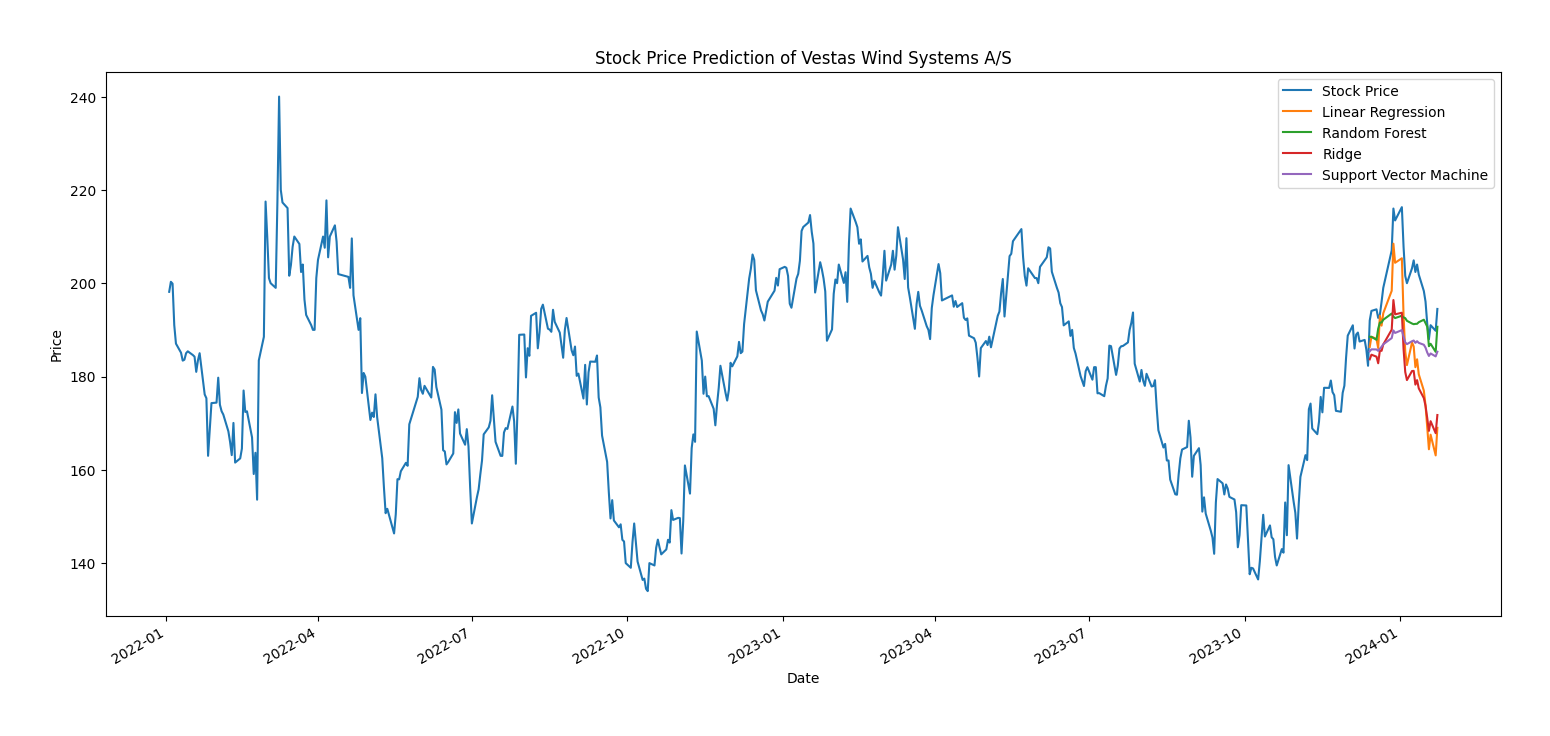 Stock Price Prediction of Vestas Wind Systems A/S
Stock Price
Linear Regression
Random Forest
Ridge
Support Vector Machine
240
220
200
180
160
140
Price
2022-01
2022-04
2022-07
2022-10
2023-01
2023-04
2023-07
2023-10
2024-01
Date